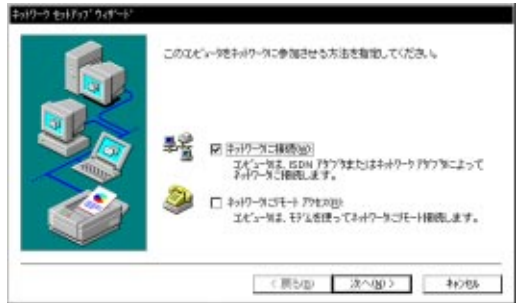 ネットワーク セットアップ ウィザード
このコンピュータをネットワークに参加させる方法を指定してください。
ネットワークに接続(W)
コンピュータは、ISDN アダプタまたはネットワーク アダプタによって
ネットワークに接続します。
ネットワークにリモート アクセス(R)
コンピュータは、モデムを使ってネットワークにリモート接続します。
< 戻る(B)
次へ(N) >
キャンセル